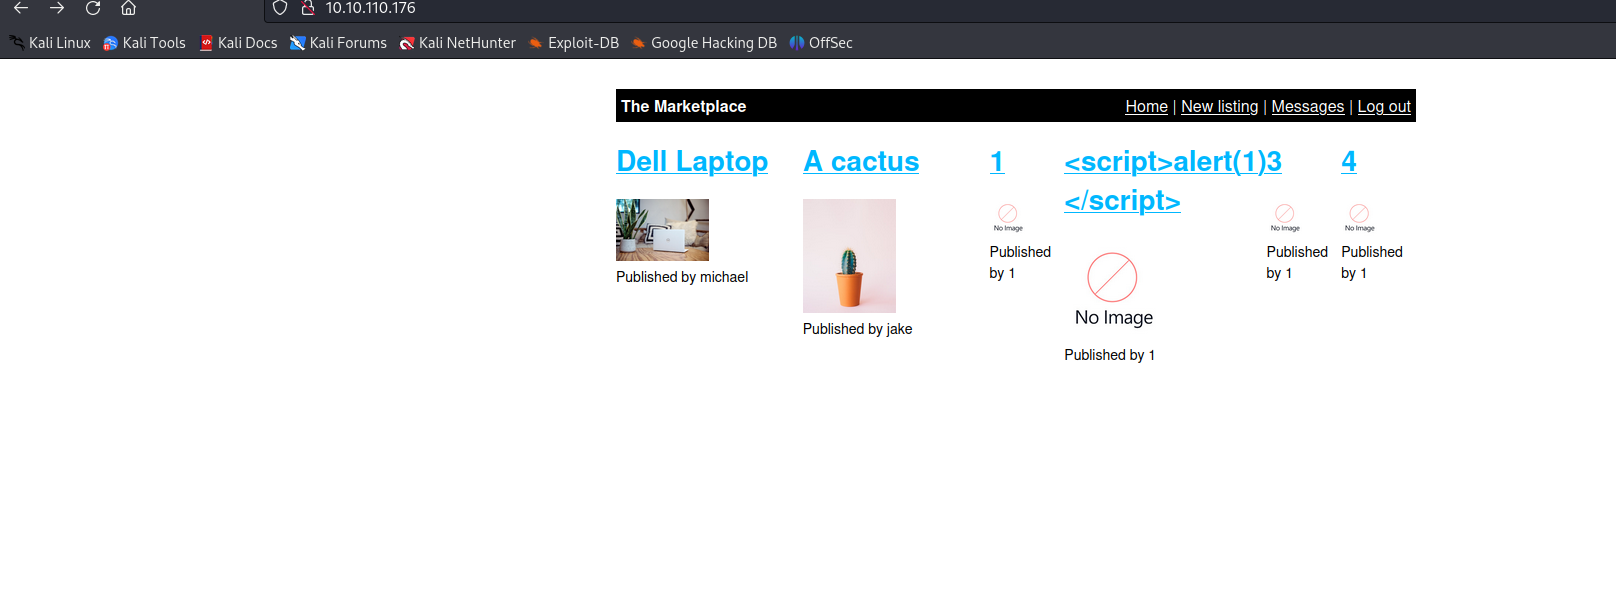 10.10.110.176
Kali Linux Kali Tools Kali Docs Kali Forums Kali NetHunter Exploit-DB Google Hacking DB OffSec
The Marketplace Home | New listing | Messages | Log out
Dell Laptop
Published by michael
A cactus
Published by jake
1
No Image
Published
by 1
<script>alert(1)
</script>
No Image
Published by 1
3
No Image
Published
by 1
4
No Image
Published
by 1